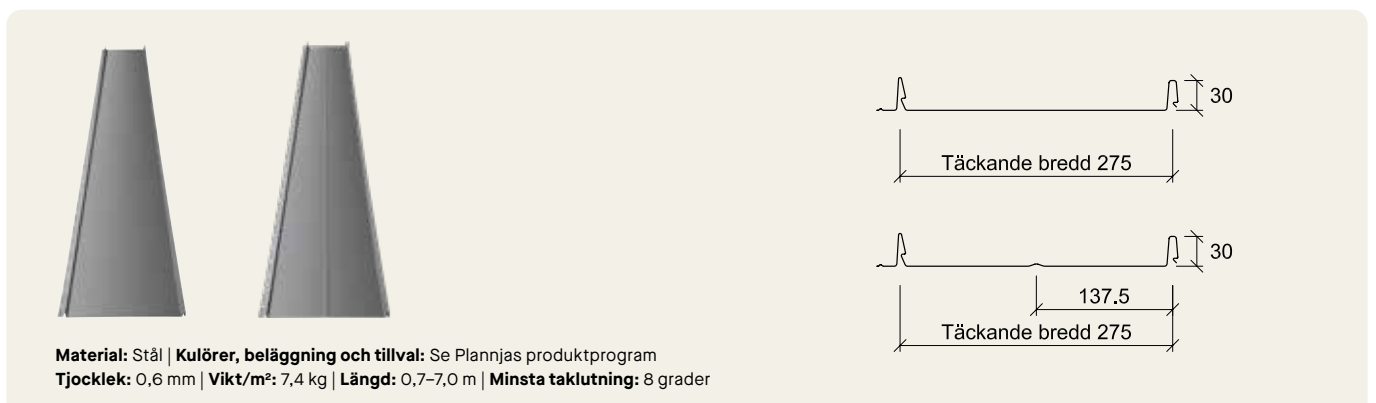 30
Täckande bredd 275
30
137.5
Täckande bredd 275
Material: Stål | Kulörer, beläggning och tillval: Se Plannjas produktprogram
Tjocklek: 0,6 mm | Vikt/m²: 7,4 kg | Längd: 0,7–7,0 m | Minsta taklutning: 8 grader